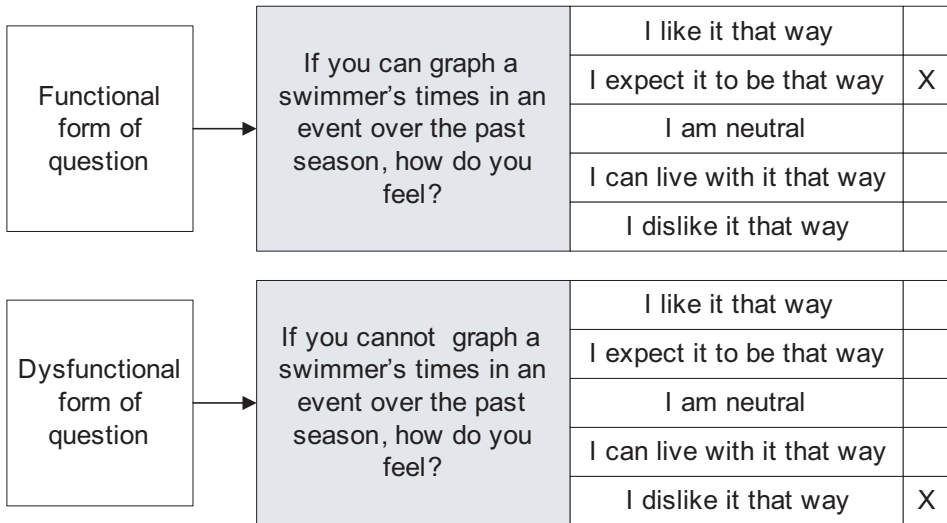 Functional
form of
question
If you can graph a
swimmer's times in an
event over the past
season, how do you
feel?
I like it that way
I expect it to be that way X
I am neutral
I can live with it that way
I dislike it that way
Dysfunctional
form of
question
If you cannot graph a
swimmer's times in an
event over the past
season, how do you
feel?
I like it that way
I expect it to be that way
I am neutral
I can live with it that way
I dislike it that way X